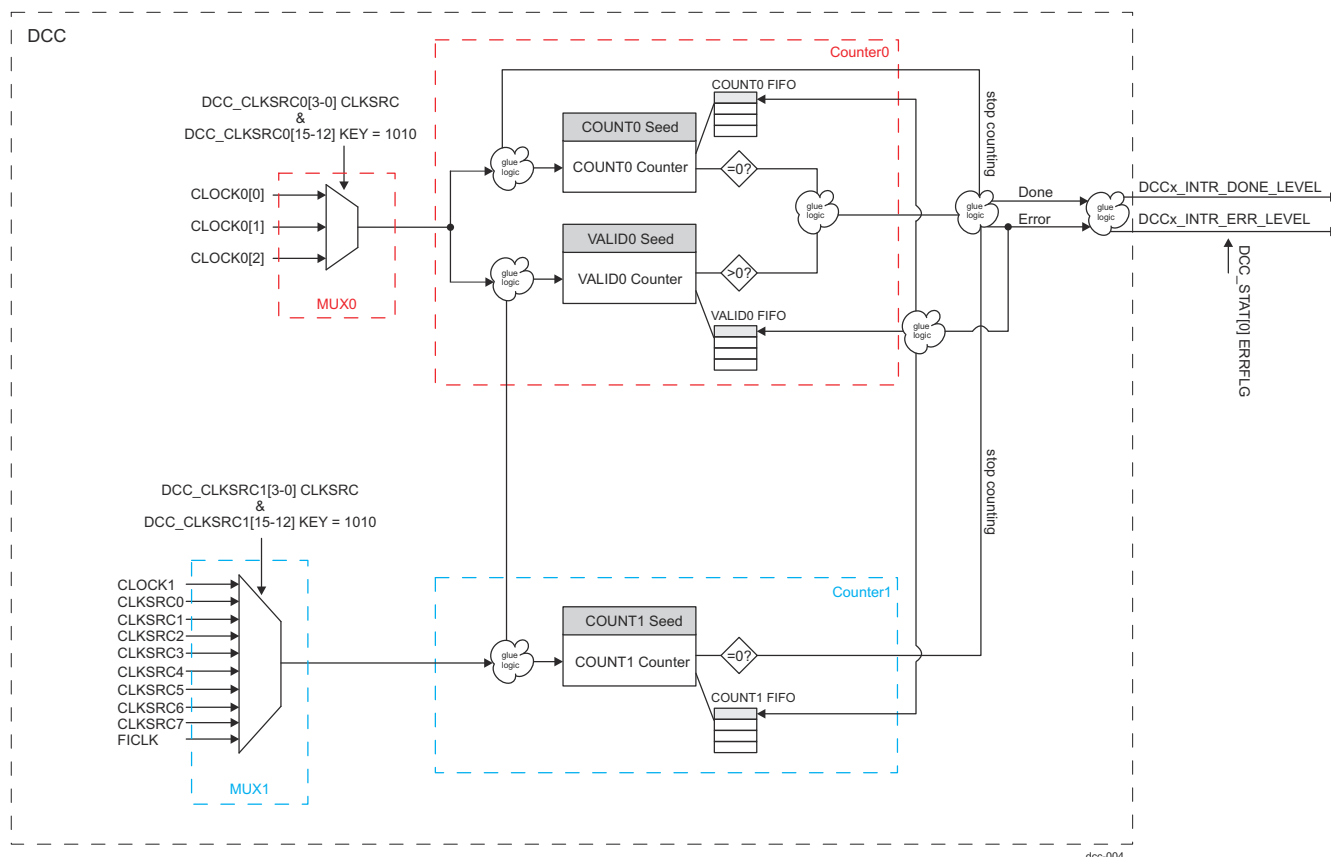 DCC
Counter0
COUNT0 FIFO
DCC_CLKSRC0[3-0] CLKSRC
&
DCC_CLKSRC0[15-12] KEY = 1010
COUNT0 Seed
COUNT0 Counter
glue
logic
=0?
stop counting
CLOCK0[0]
CLOCK0[1]
CLOCK0[2]
MUX0
glue
logic
glue
logic
Done
Error
glue
logic
DCCx_INTR_DONE_LEVEL
DCCx_INTR_ERR_LEVEL
VALID0 Seed
VALID0 Counter
glue
logic
>0?
VALID0 FIFO
glue
logic
DCC_STAT[0] ERRFLG
stop counting
DCC_CLKSRC1[3-0] CLKSRC
&
DCC_CLKSRC1[15-12] KEY = 1010
Counter1
CLOCK1
CLKSRC0
CLKSRC1
CLKSRC2
CLKSRC3
CLKSRC4
CLKSRC5
CLKSRC6
CLKSRC7
FICLK
MUX1
COUNT1 Seed
COUNT1 Counter
glue
logic
=0?
COUNT1 FIFO
dcc-004